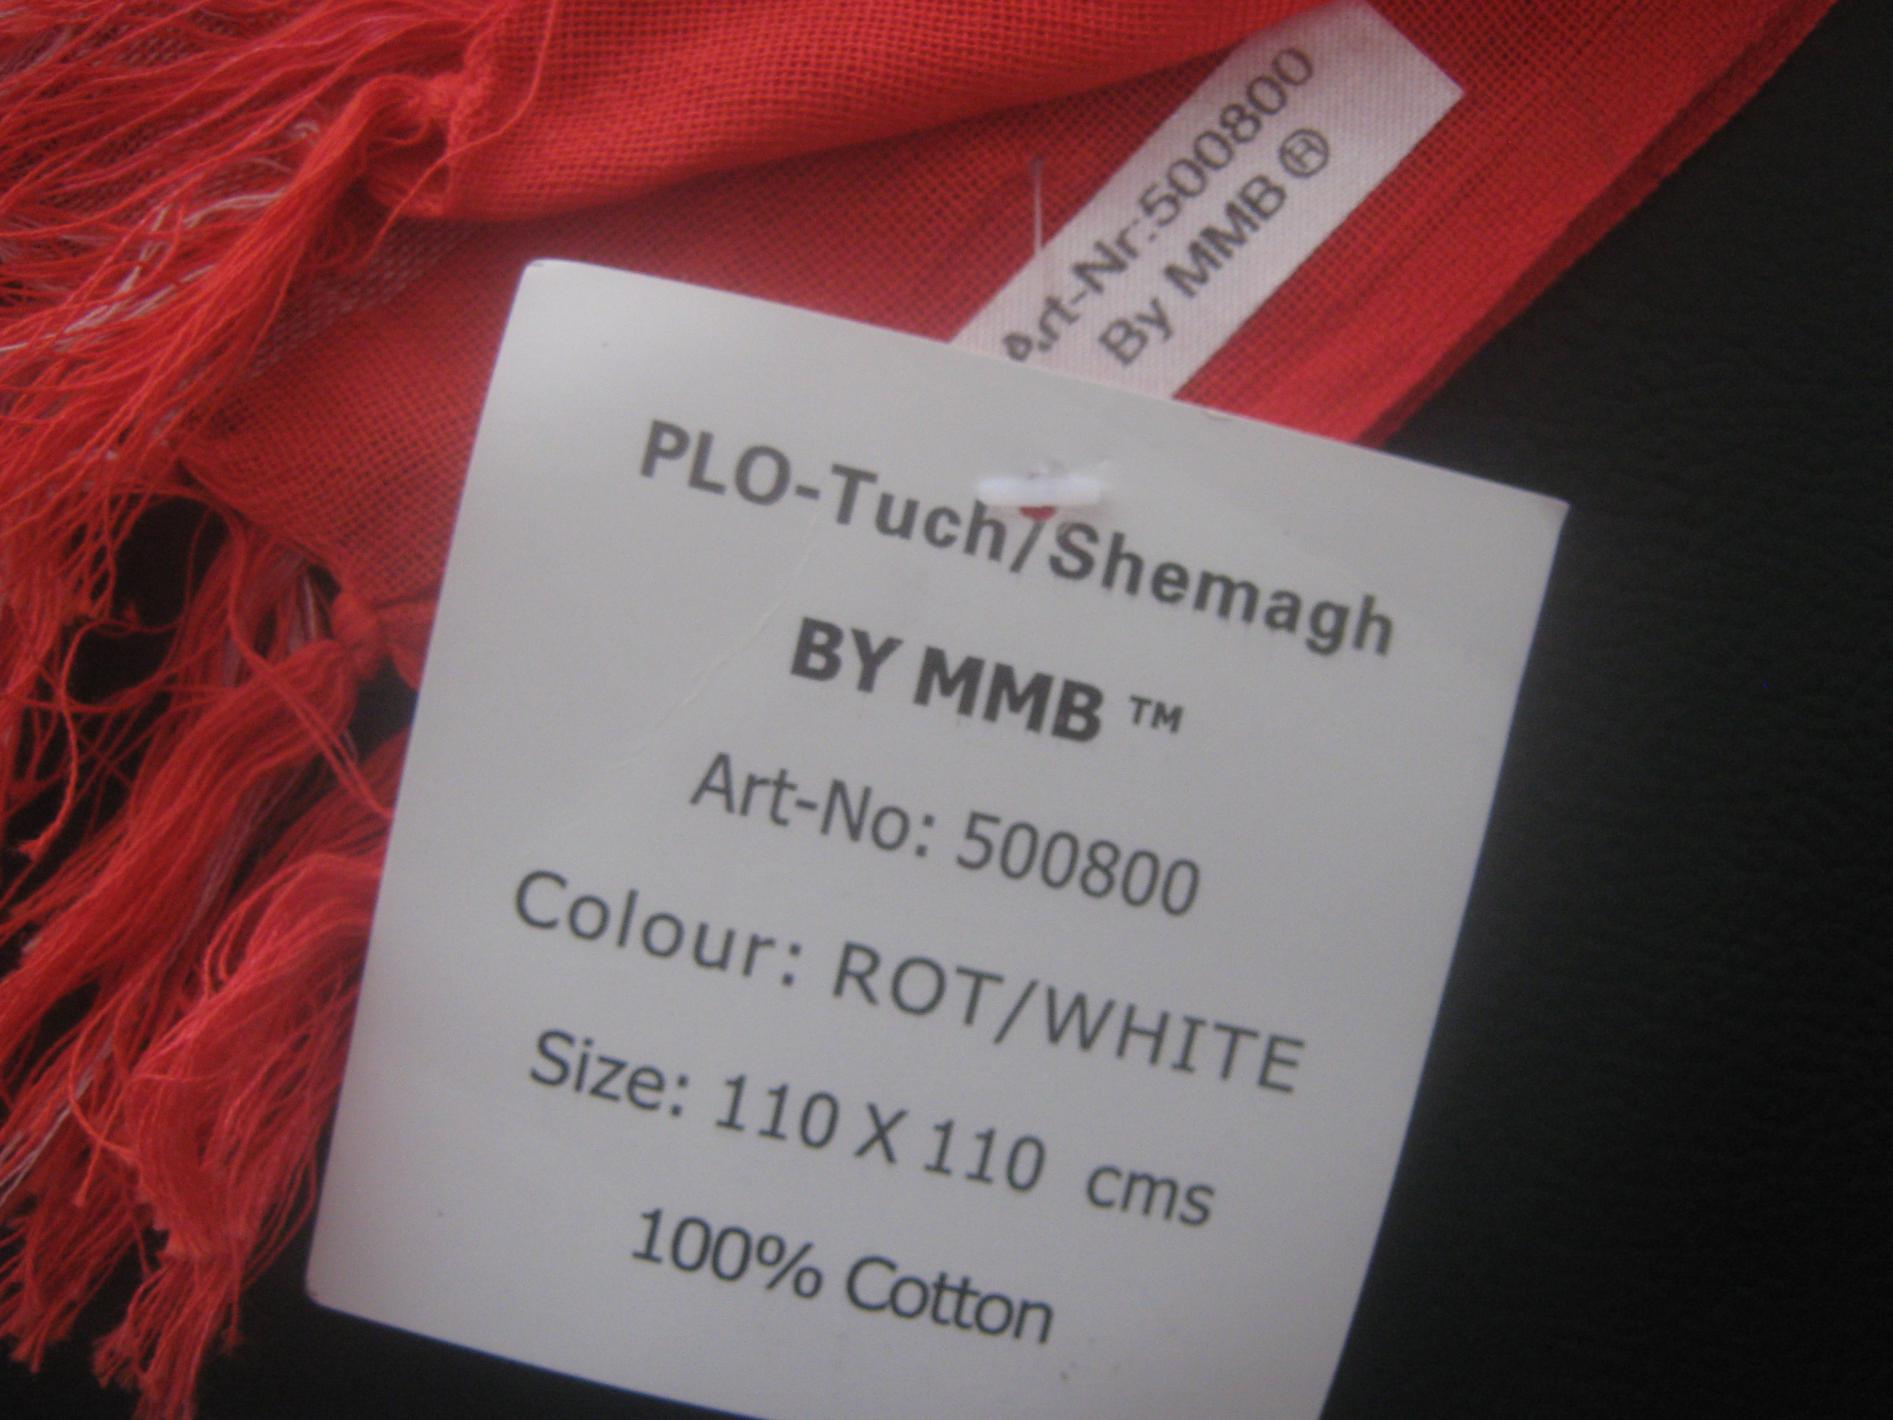 Art-Nr:500800
By MMB ®
PLO-Tuch/Shemagh
BY MMB ™
Art-No: 500800
Colour: ROT/WHITE
Size: 110 X 110 cms
100% Cotton